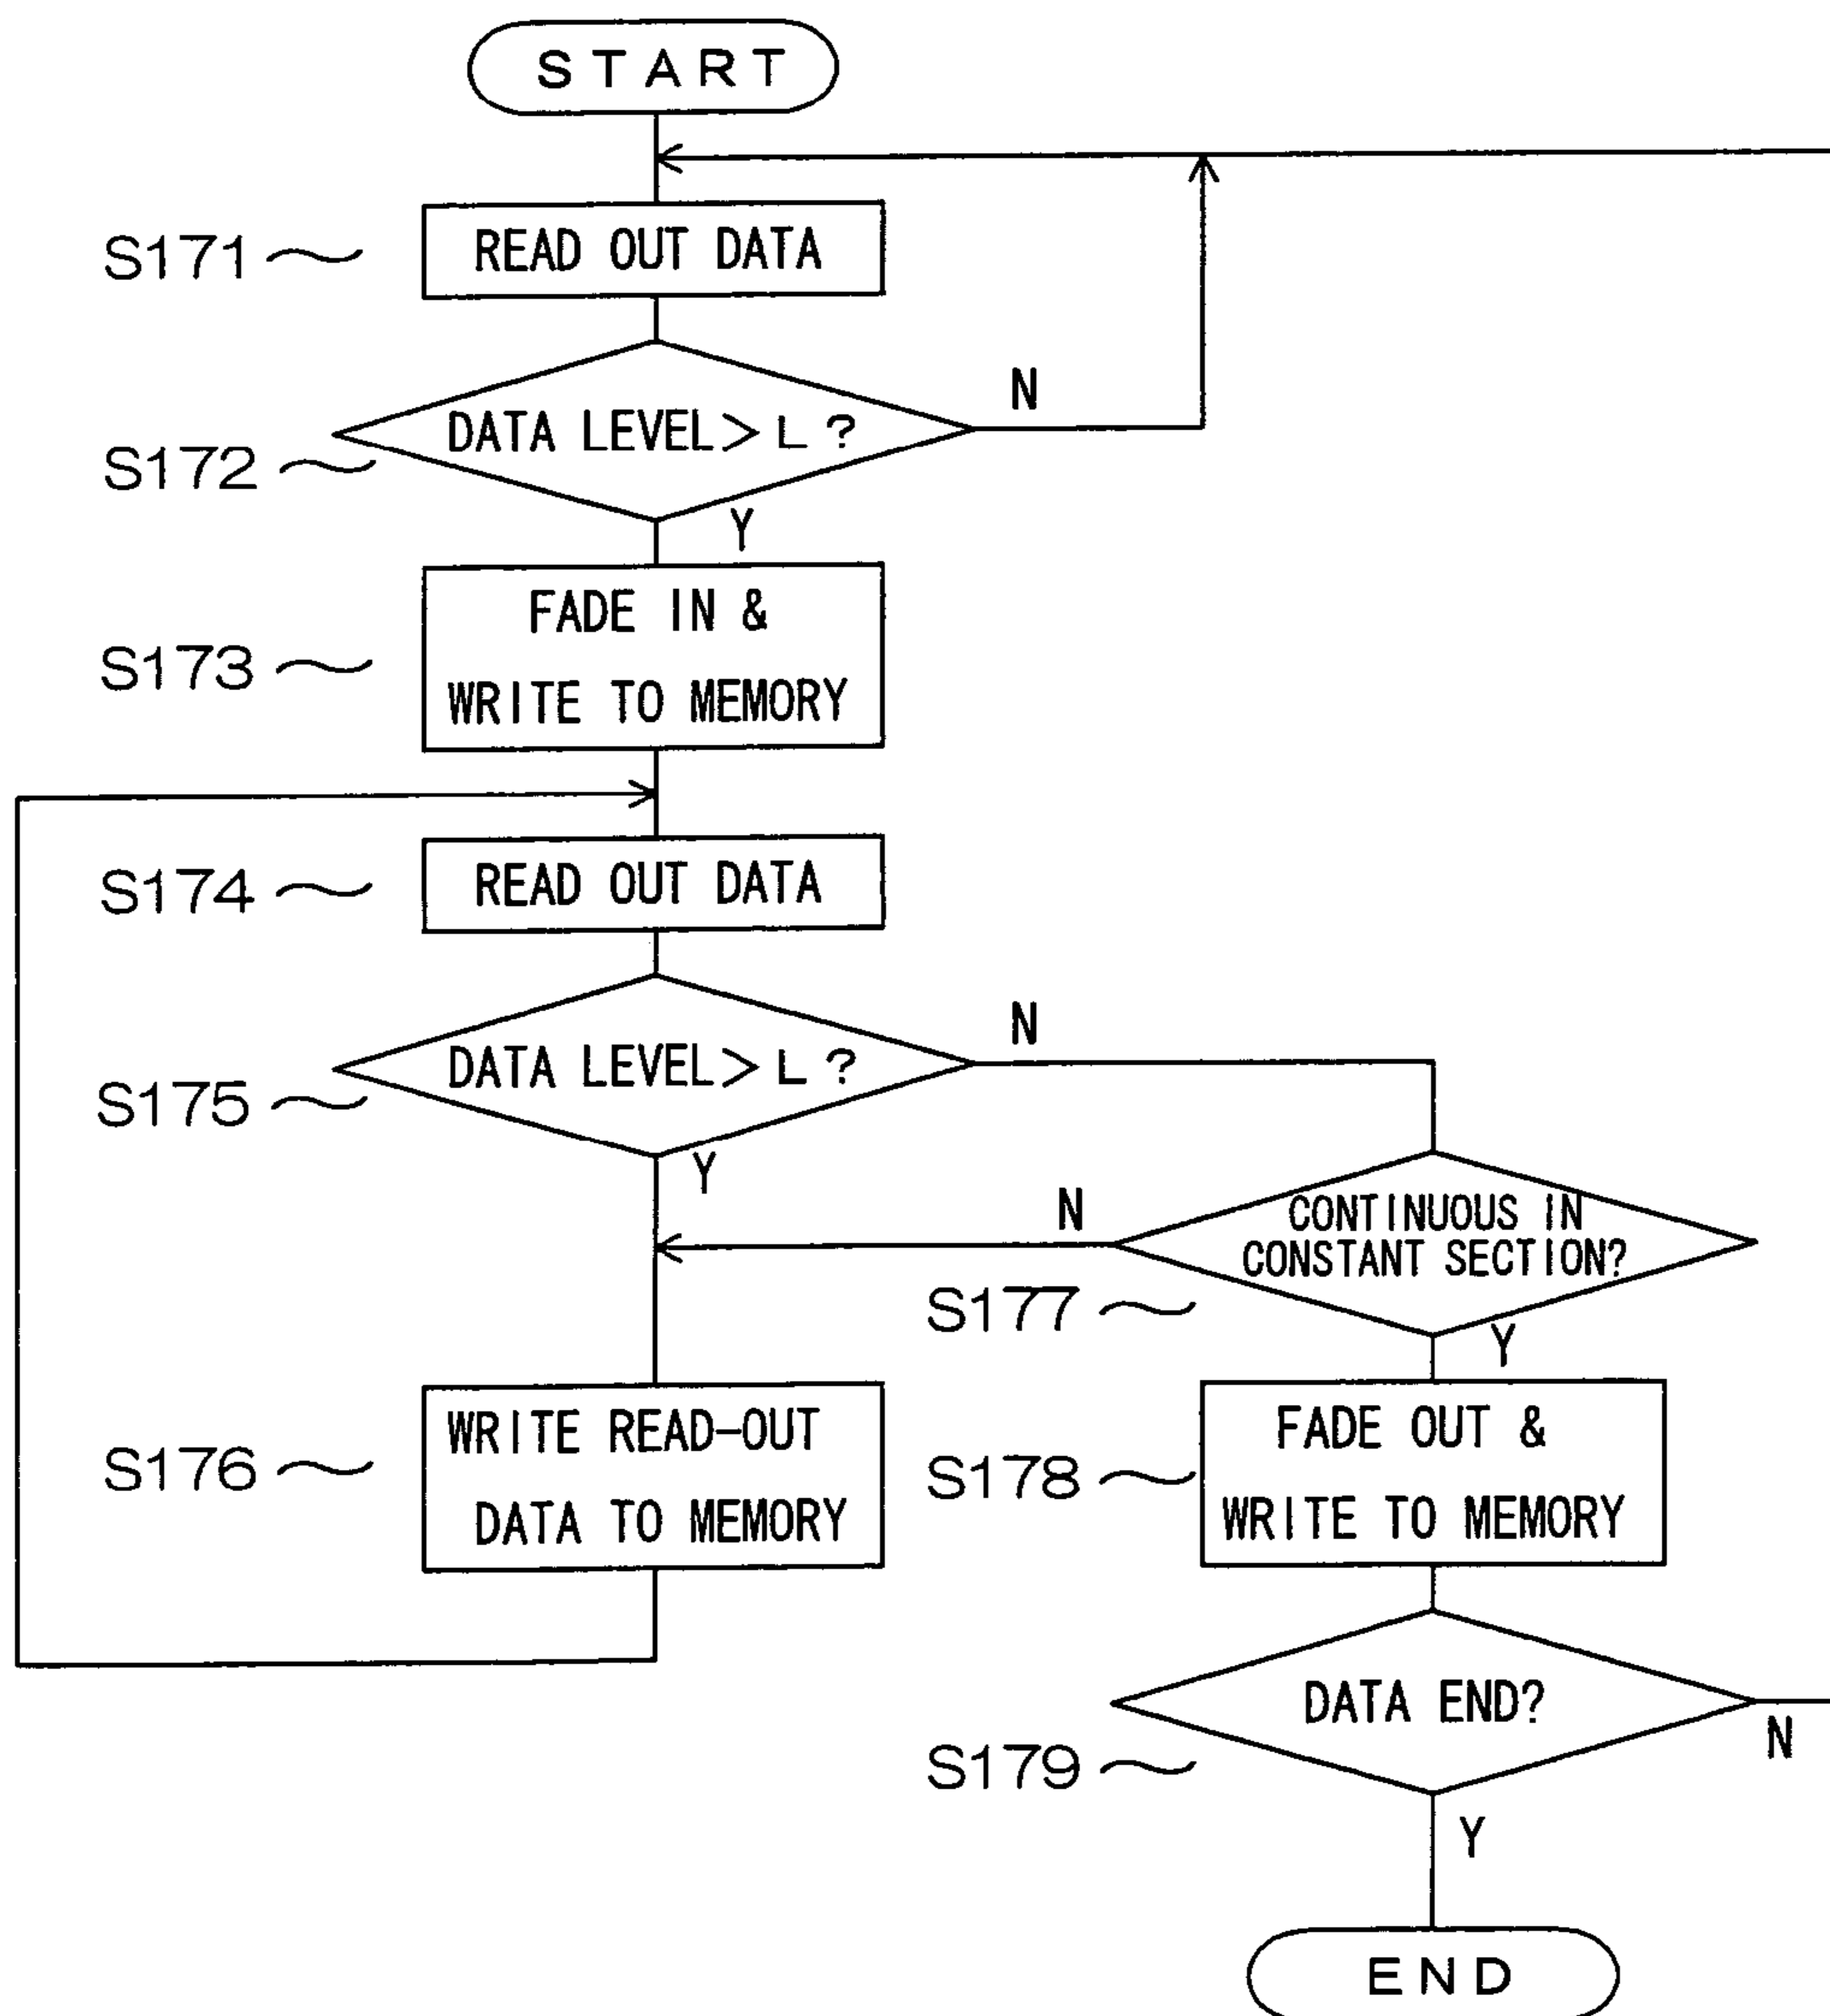 START
S171
READ OUT DATA
S172
DATA LEVEL > L ?
N
Y
S173
FADE IN &
WRITE TO MEMORY
S174
READ OUT DATA
S175
DATA LEVEL > L ?
N
Y
N
CONTINUOUS IN
CONSTANT SECTION?
S177
Y
S176
WRITE READ-OUT
DATA TO MEMORY
S178
FADE OUT &
WRITE TO MEMORY
DATA END?
N
S179
Y
END